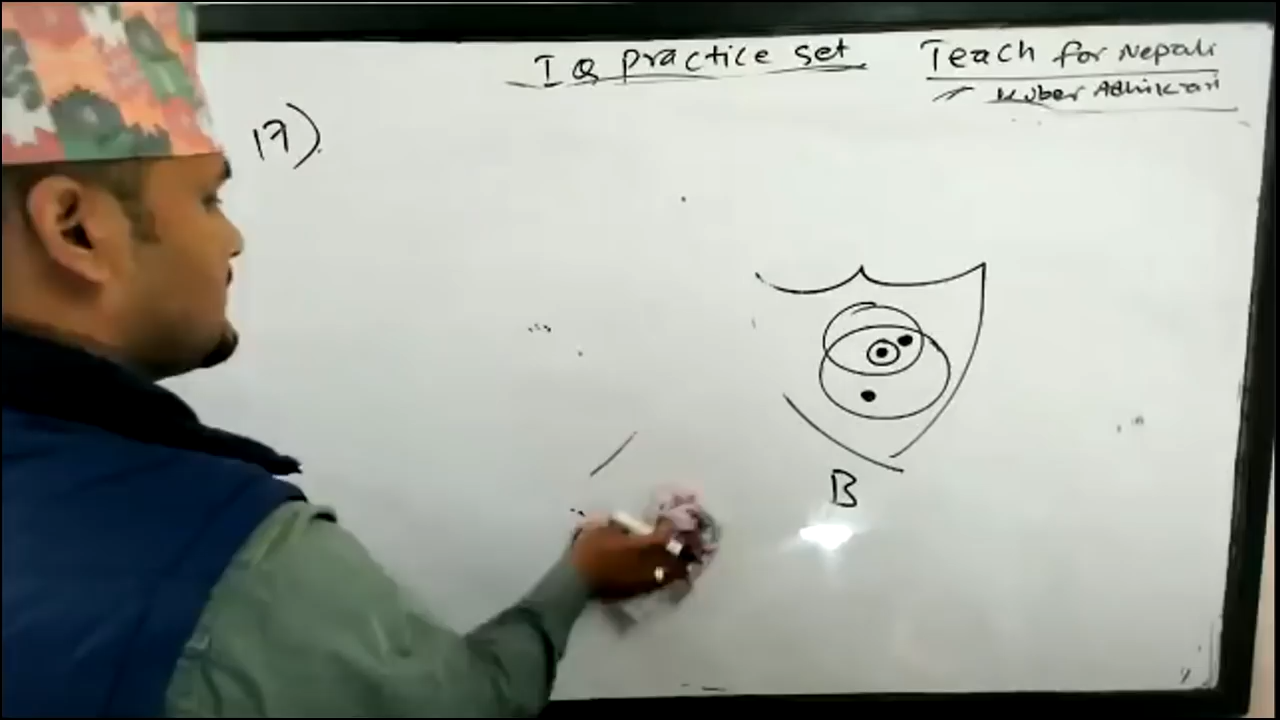 IQ practice set
Teach for Nepali
Kuber Adhikari
17)
B